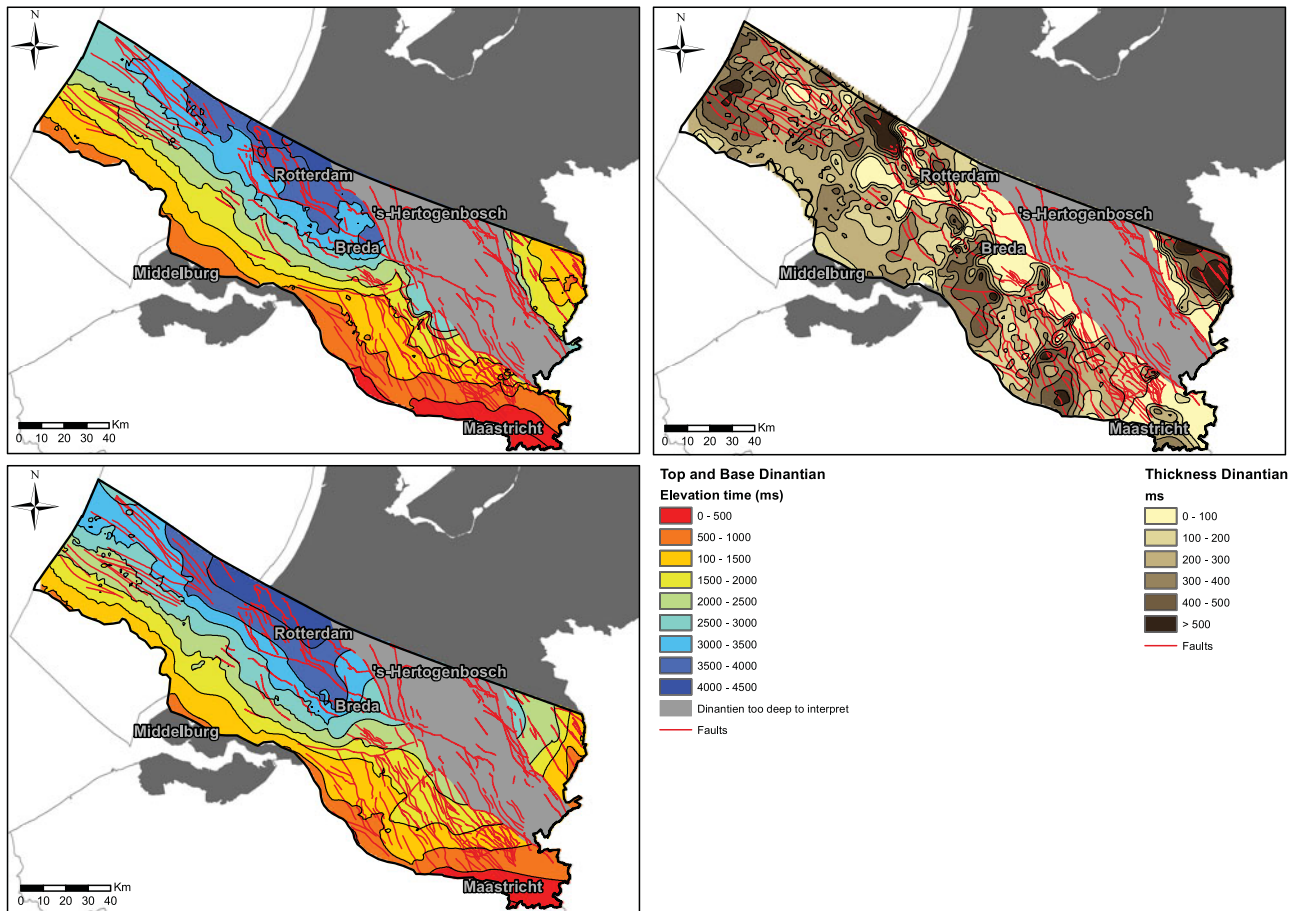 N
Rotterdam
's-Hertogenbosch
Breda
Middelburg
Maastricht
Km
0 10 20 30 40
N
Rotterdam
's-Hertogenbosch
Breda
Middelburg
Maastricht
Km
0 10 20 30 40
N
Rotterdam
's-Hertogenbosch
Breda
Middelburg
Maastricht
Km
0 10 20 30 40
Top and Base Dinantian
Elevation time (ms)
0 - 500
500 - 1000
100 - 1500
1500 - 2000
2000 - 2500
2500 - 3000
3000 - 3500
3500 - 4000
4000 - 4500
Dinantien too deep to interpret
Faults
Thickness Dinantian
ms
0 - 100
100 - 200
200 - 300
300 - 400
400 - 500
> 500
Faults